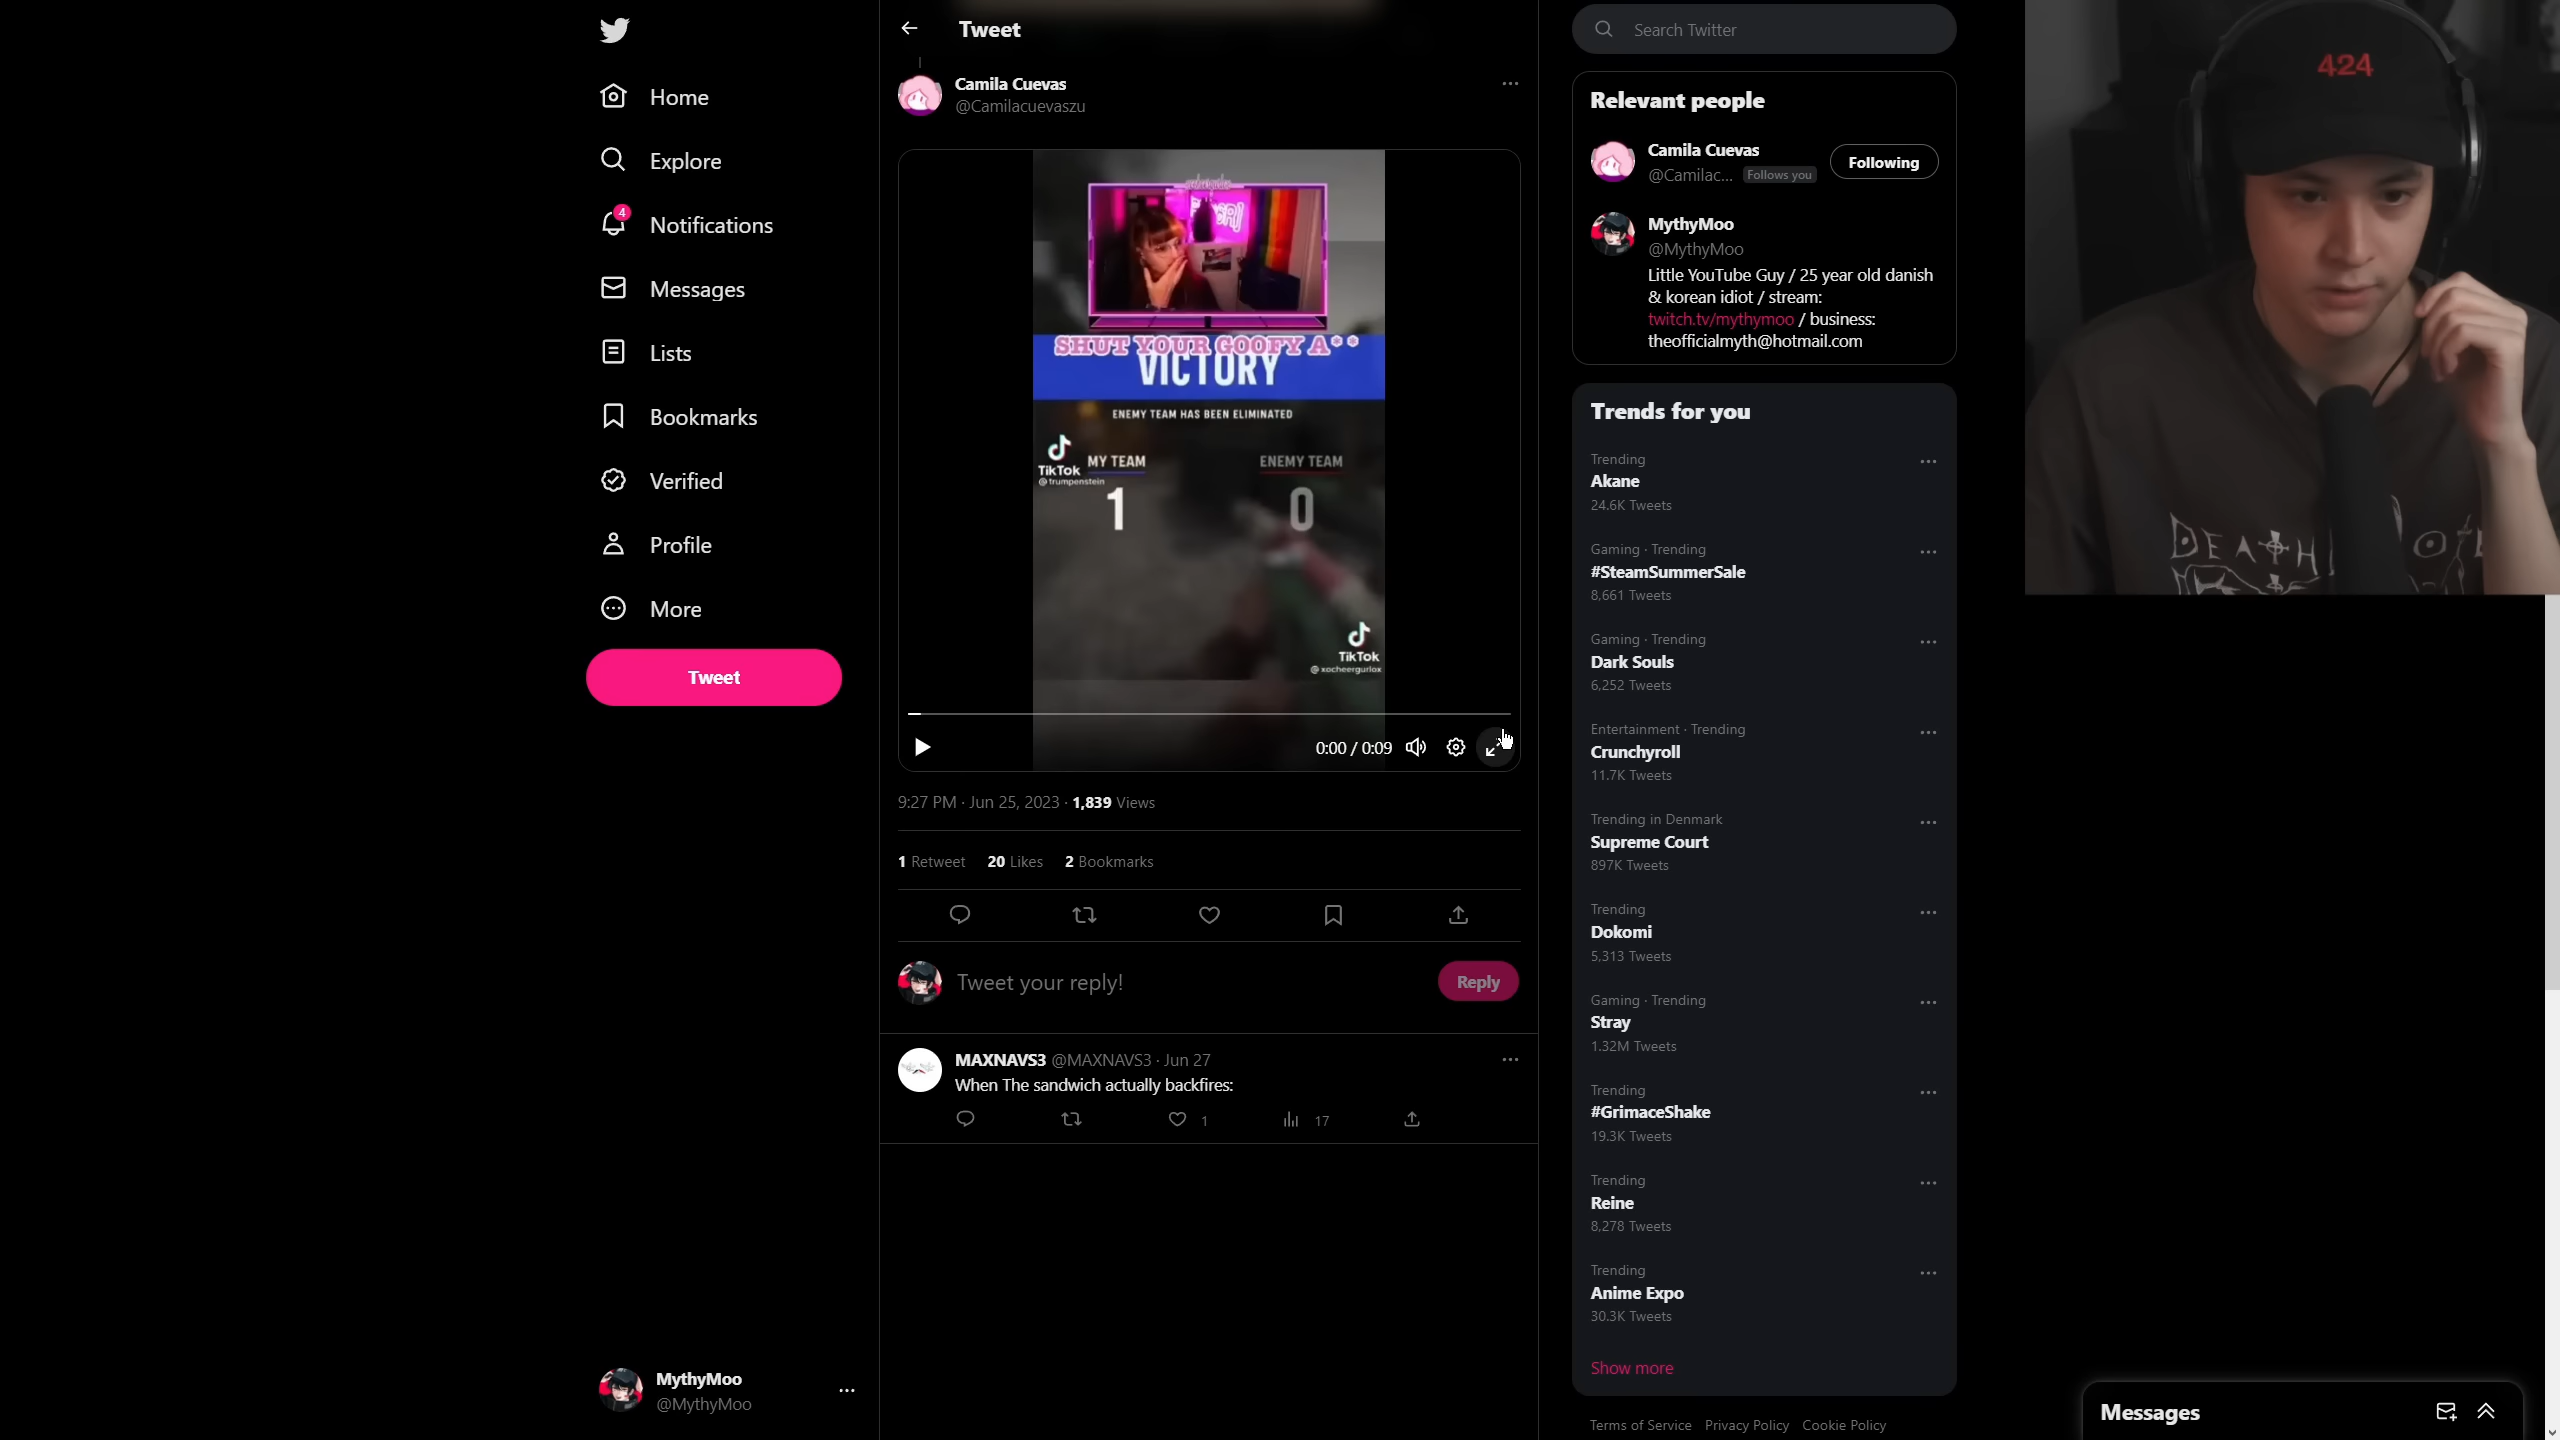 Home
Explore
4
Notifications
Messages
Lists
Bookmarks
Verified
Profile
More
Tweet
MythyMoo
@MythyMoo
Tweet
Camila Cuevas
@Camilacuevaszu
SHUT YOUR GOOFY A**
VICTORY
ENEMY TEAM HAS BEEN ELIMINATED
TikTok
@trumpenstein
MY TEAM
ENEMY TEAM
1
0
TikTok
@xocheergurlox
0:00 / 0:09
9:27 PM · Jun 25, 2023 · 1,839 Views
1 Retweet 20 Likes 2 Bookmarks
Tweet your reply!
Reply
MAXNAVS3 @MAXNAVS3 · Jun 27
When The sandwich actually backfires:
1
17
Search Twitter
Relevant people
Camila Cuevas
@Camilac... Follows you
Following
MythyMoo
@MythyMoo
Little YouTube Guy / 25 year old danish
& korean idiot / stream:
twitch.tv/mythymoo / business:
theofficialmyth@hotmail.com
Trends for you
Trending
Akane
24.6K Tweets
Gaming · Trending
#SteamSummerSale
8,661 Tweets
Gaming · Trending
Dark Souls
6,252 Tweets
Entertainment · Trending
Crunchyroll
11.7K Tweets
Trending in Denmark
Supreme Court
897K Tweets
Trending
Dokomi
5,313 Tweets
Gaming · Trending
Stray
1.32M Tweets
Trending
#GrimaceShake
19.3K Tweets
Trending
Reine
8,278 Tweets
Trending
Anime Expo
30.3K Tweets
Show more
Terms of Service Privacy Policy Cookie Policy
424
DEATH
Messages